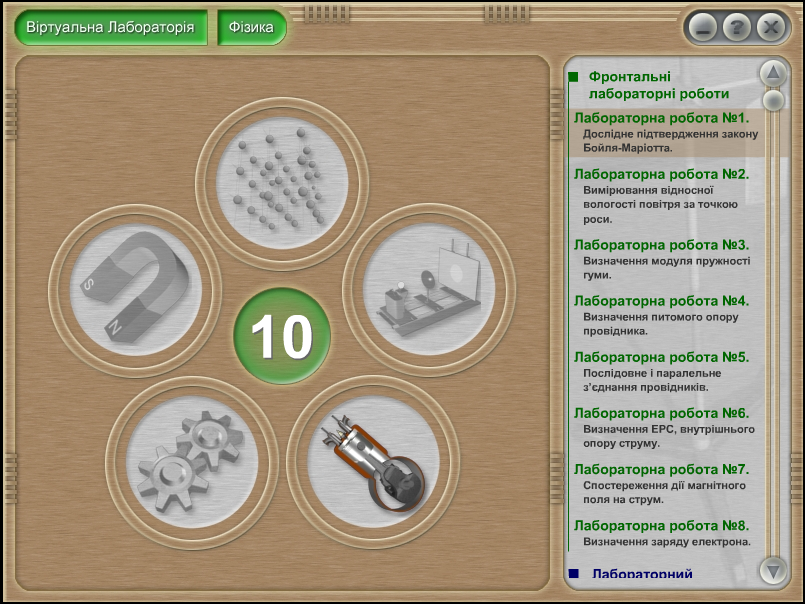 Віртуальна Лабораторія
Фізика
?
S
N
10
Фронтальні
лабораторні роботи
Лабораторна робота №1.
Дослідне підтвердження закону
Бойля-Маріотта.
Лабораторна робота №2.
Вимірювання відносної
вологості повітря за точкою
роси.
Лабораторна робота №3.
Визначення модуля пружності
гуми.
Лабораторна робота №4.
Визначення питомого опору
провідника.
Лабораторна робота №5.
Послідовне і паралельне
з’єднання провідників.
Лабораторна робота №6.
Визначення ЕРС, внутрішнього
опору струму.
Лабораторна робота №7.
Спостереження дії магнітного
поля на струм.
Лабораторна робота №8.
Визначення заряду електрона.
Лабораторний